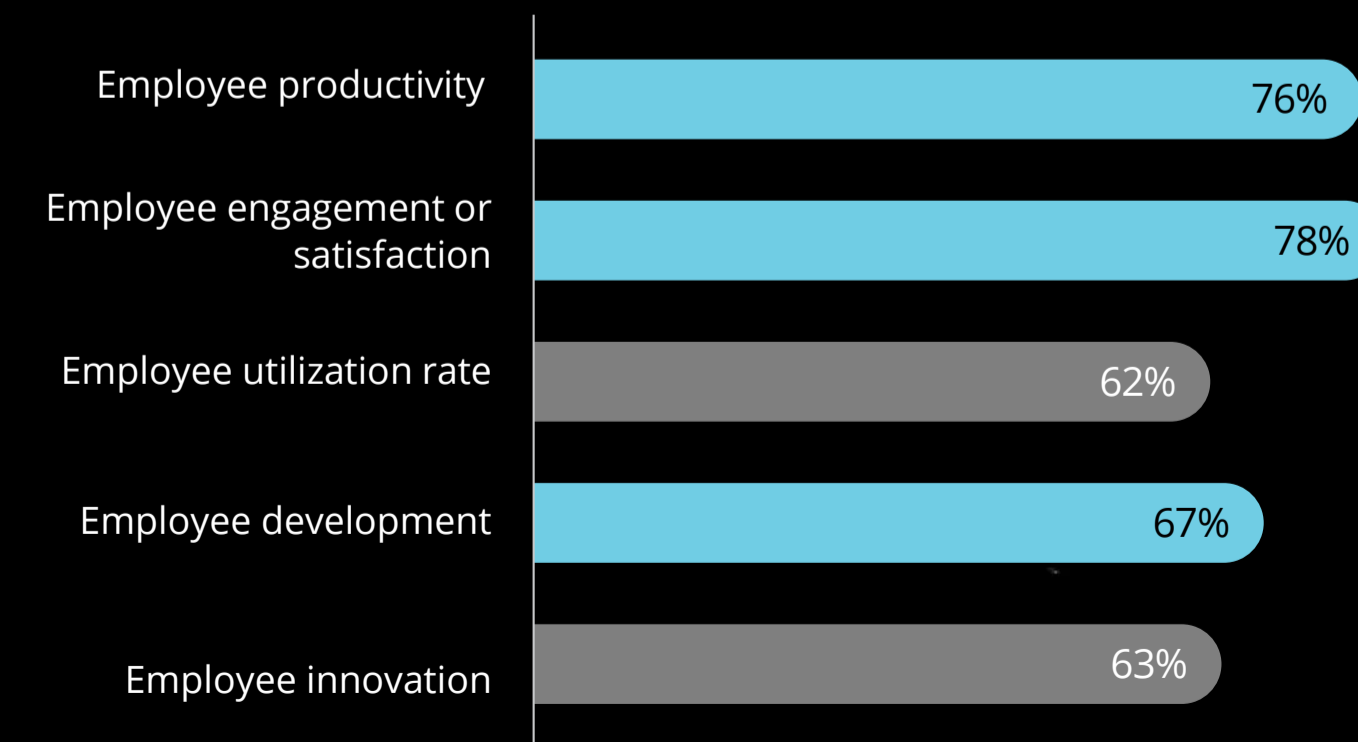 Employee productivity
76%
Employee engagement or
satisfaction
78%
Employee utilization rate
62%
Employee development
67%
Employee innovation
63%